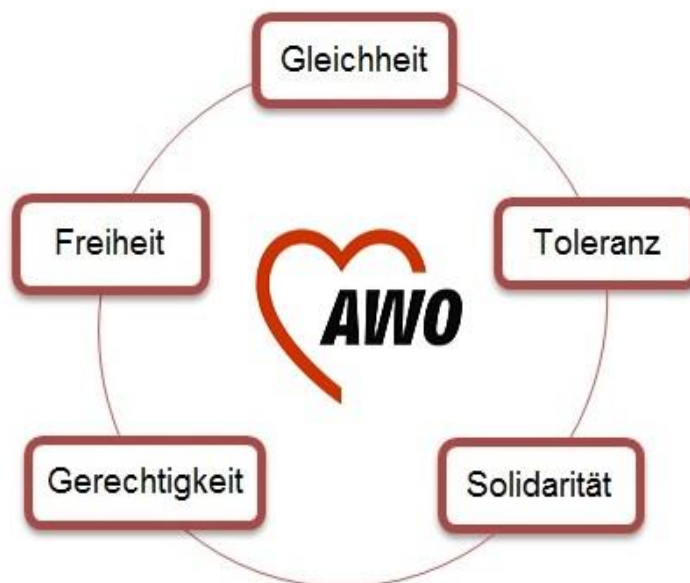 Gleichheit
Freiheit
Toleranz
AWO
Gerechtigkeit
Solidarität